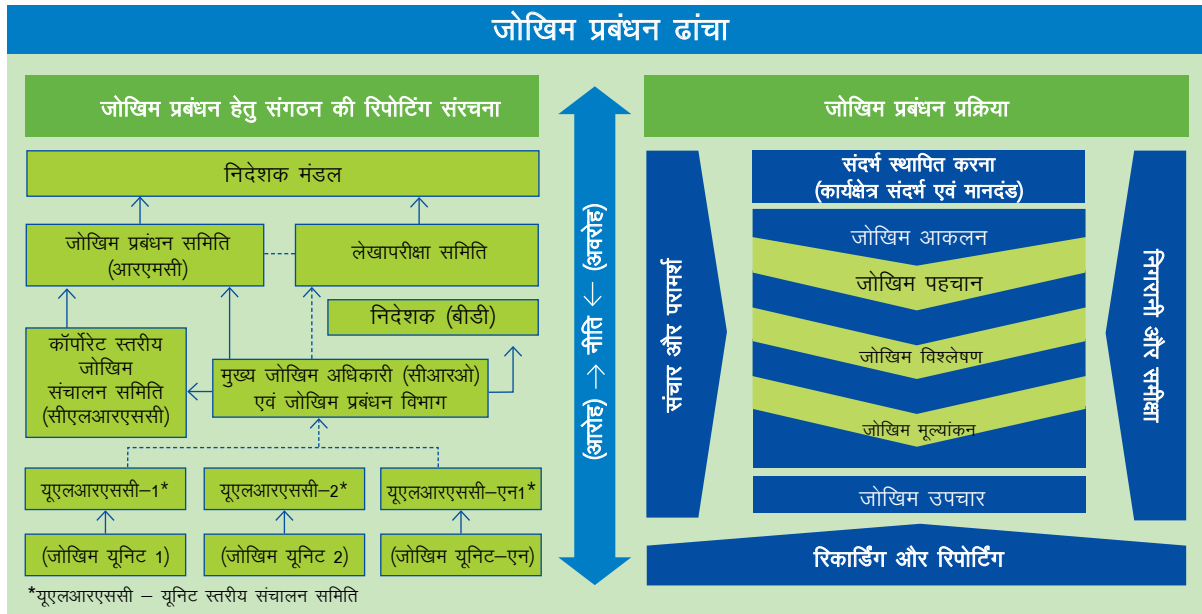 जोखिम प्रबंधन ढांचा
जोखिम प्रबंधन हेतु संगठन की रिपोटिंग संरचना
निदेशक मंडल
जोखिम प्रबंधन समिति
(आरएमसी)
लेखापरीक्षा समिति
निदेशक (बीडी)
कॉर्पोरेट स्तरीय
जोखिम
संचालन समिति
(सीएलआरएससी)
मुख्य जोखिम अधिकारी (सीआरओ)
एवं जोखिम प्रबंधन विभाग
यूएलआरएससी–1*
यूएलआरएससी–2*
यूएलआरएससी–एन1*
(जोखिम यूनिट 1)
(जोखिम यूनिट 2)
(जोखिम यूनिट–एन)
*यूएलआरएससी – यूनिट स्तरीय संचालन समिति
(आरोह) → नीति ← (अवरोह)
जोखिम प्रबंधन प्रक्रिया
संचार और परामर्श
संदर्भ स्थापित करना
(कार्यक्षेत्र संदर्भ एवं मानदंड)
जोखिम आकलन
जोखिम पहचान
जोखिम विश्लेषण
जोखिम मूल्यांकन
जोखिम उपचार
निगरानी और समीक्षा
रिकार्डिंग और रिपोर्टिंग